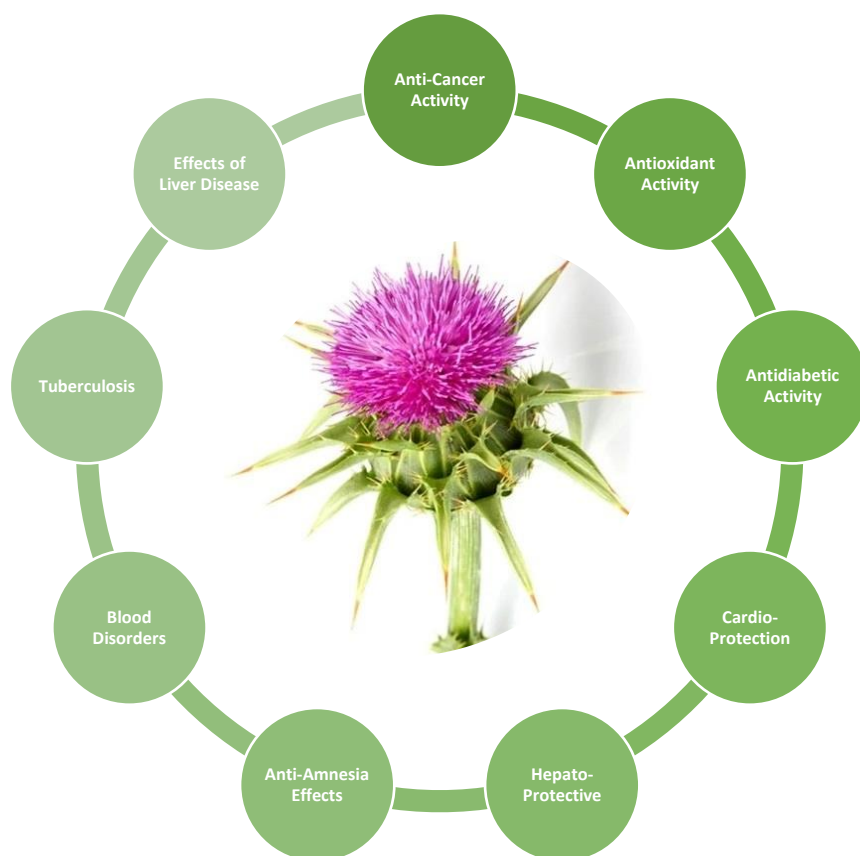 Anti-Cancer
Activity
Antioxidant
Activity
Antidiabetic
Activity
Cardio-
Protection
Hepato-
Protective
Anti-Amnesia
Effects
Blood
Disorders
Tuberculosis
Effects of
Liver Disease